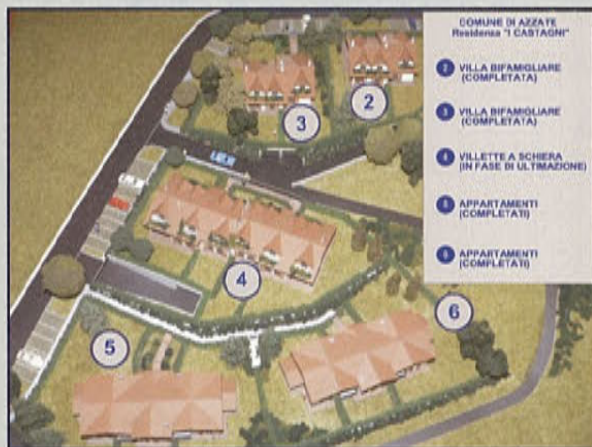 COMUNE DI AZZATE
Residenza "I CASTAGNI"
2 VILLA BIFAMIGLIARE
(COMPLETATA)
3 VILLA BIFAMIGLIARE
(COMPLETATA)
4 VILLETTE A SCHIERA
(IN FASE DI ULTIMAZIONE)
5 APPARTAMENTI
(COMPLETATI)
6 APPARTAMENTI
(COMPLETATI)
2
3
4
6
5